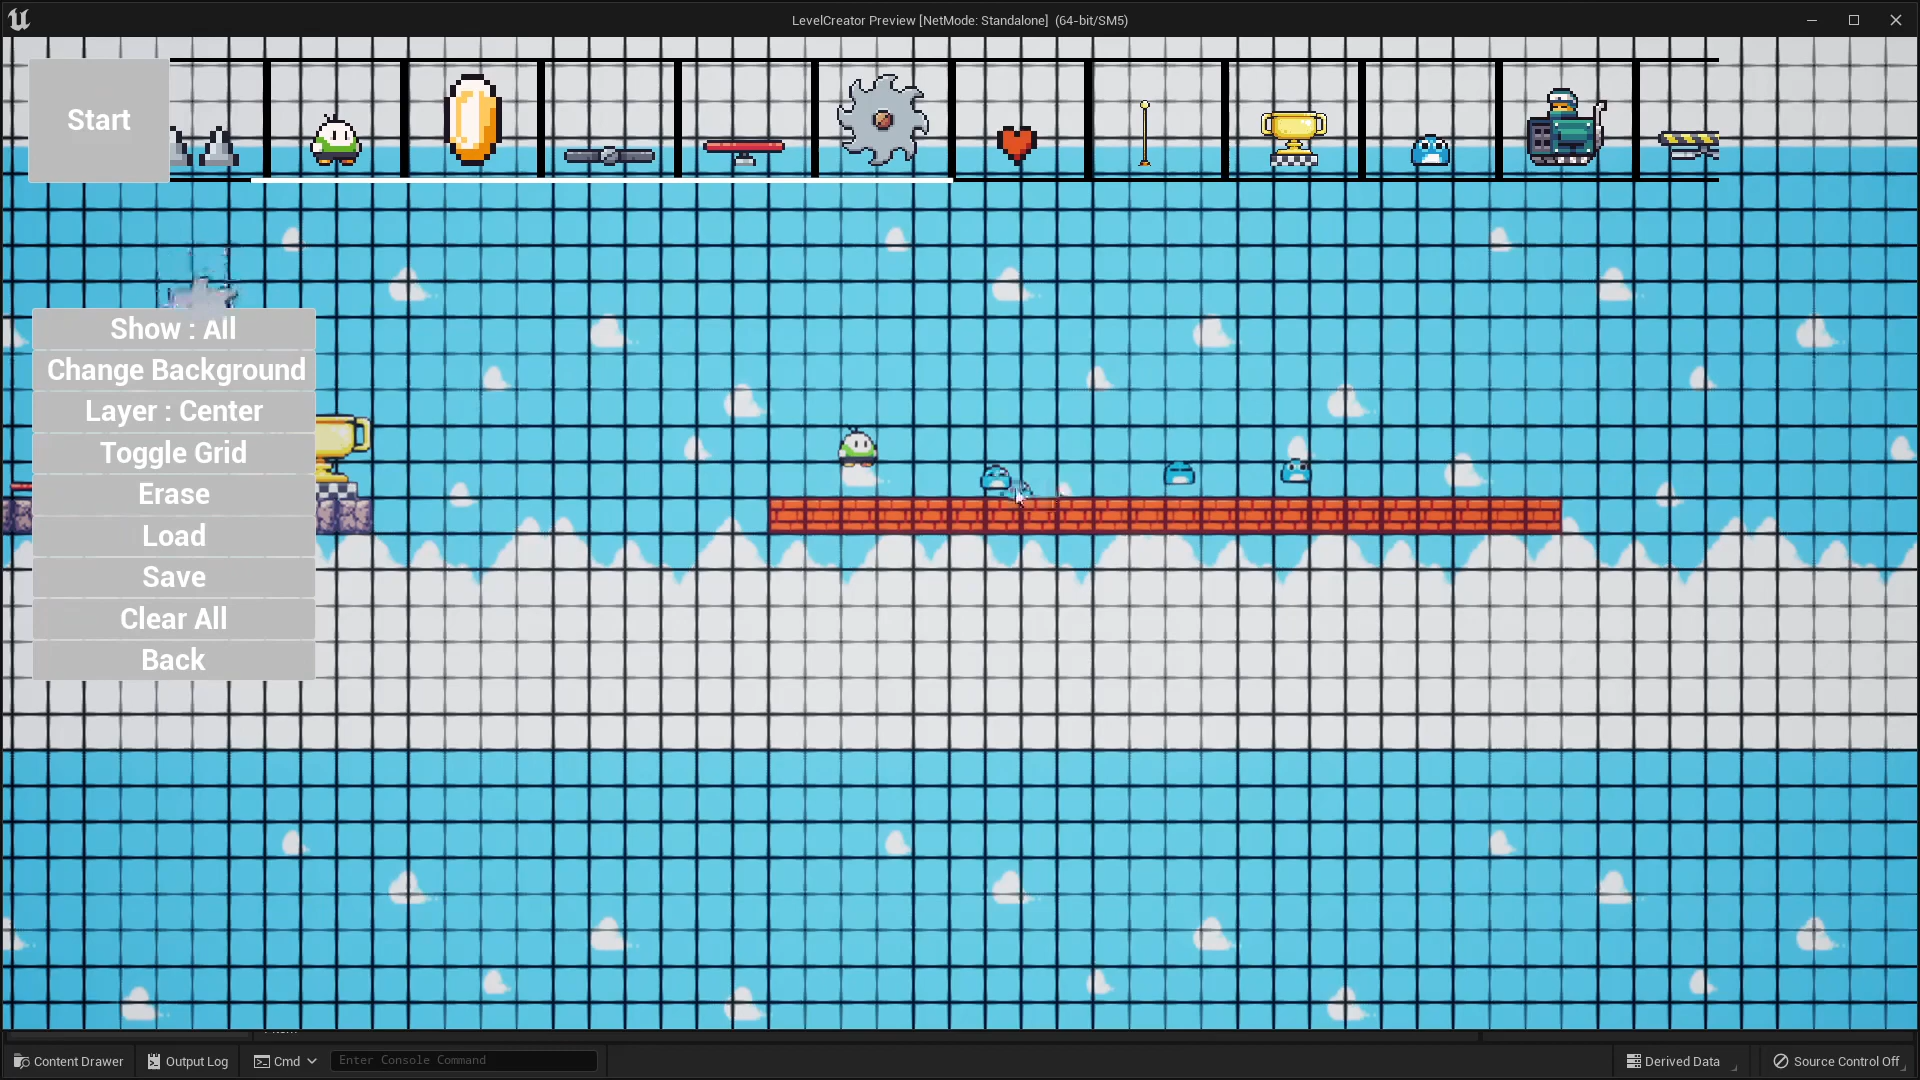 LevelCreator Preview [NetMode: Standalone] (64-bit/SM5)
Start
Show : All
Change Background
Layer : Center
Toggle Grid
Erase
Load
Save
Clear All
Back
Content Drawer
Output Log
Cmd
Enter Console Command
Derived Data
Source Control Off